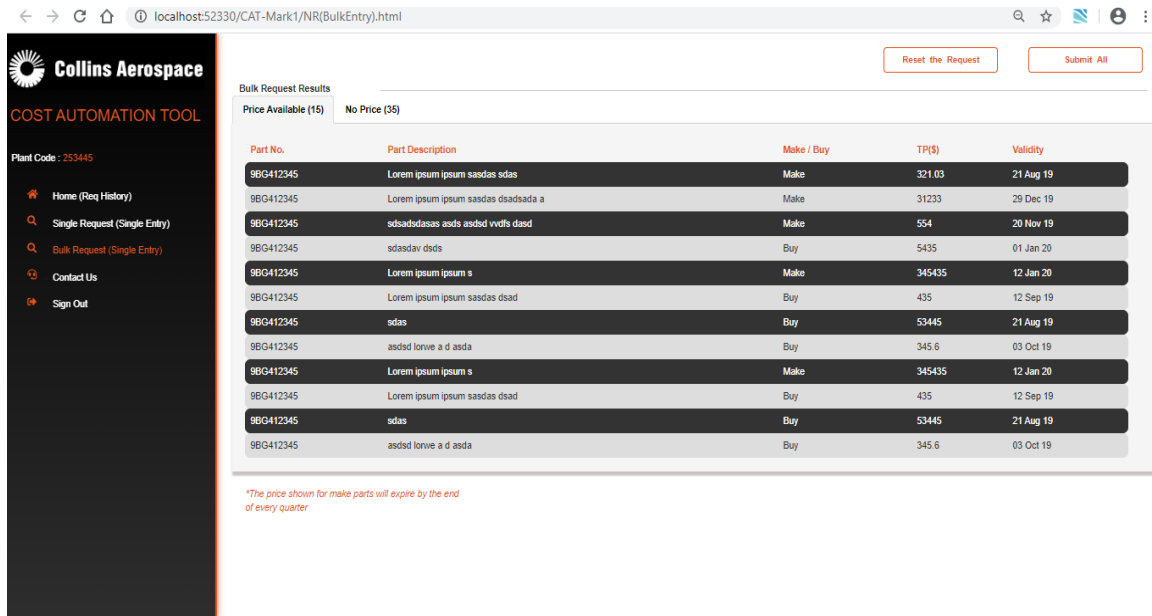 localhost:52330/CAT-Mark1/NR(BulkEntry).html
Collins Aerospace
COST AUTOMATION TOOL
Plant Code : 253445
Home (Req History)
Single Request (Single Entry)
Bulk Request (Single Entry)
Contact Us
Sign Out
Reset the Request Submit All
Bulk Request Results
Price Available (15) No Price (35)
Part No. Part Description Make / Buy TP($) Validity
9BG412345 Lorem ipsum ipsum sasdas sdas Make 321.03 21 Aug 19
9BG412345 Lorem ipsum ipsum sasdas dsadsada a Make 31233 29 Dec 19
9BG412345 sdsadsdasas asds asdsd vvdfs dasd Make 554 20 Nov 19
9BG412345 sdasdav dsds Buy 5435 01 Jan 20
9BG412345 Lorem ipsum ipsum s Make 345435 12 Jan 20
9BG412345 Lorem ipsum ipsum sasdas dsad Buy 435 12 Sep 19
9BG412345 sdas Buy 53445 21 Aug 19
9BG412345 asdsd lorwe a d asda Buy 345.6 03 Oct 19
9BG412345 Lorem ipsum ipsum s Make 345435 12 Jan 20
9BG412345 Lorem ipsum ipsum sasdas dsad Buy 435 12 Sep 19
9BG412345 sdas Buy 53445 21 Aug 19
9BG412345 asdsd lorwe a d asda Buy 345.6 03 Oct 19
*The price shown for make parts will expire by the end
of every quarter